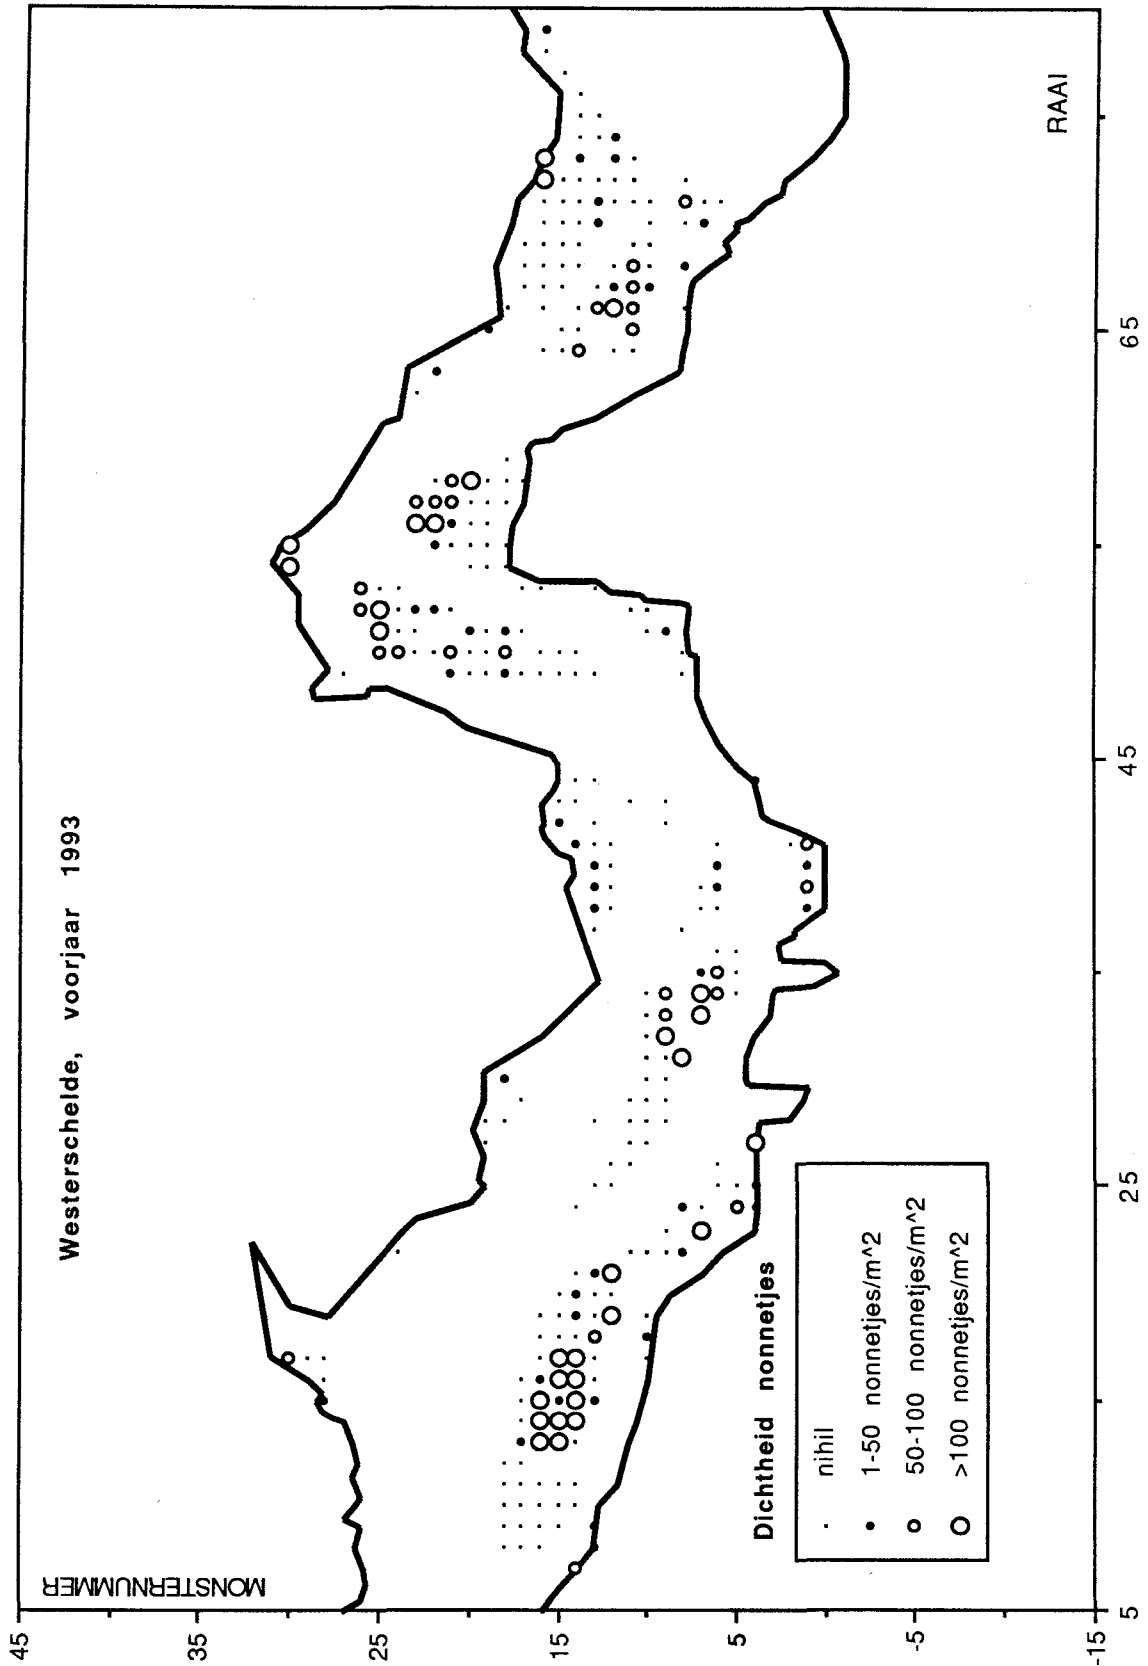 Westerschelde, voorjaar 1993
MONSTERNUMMER
45
35
25
15
5
-5
-15
5
25
45
65
RAAI
Dichtheid nonnetjes
nihil
1-50 nonnetjes/m^2
50-100 nonnetjes/m^2
>100 nonnetjes/m^2